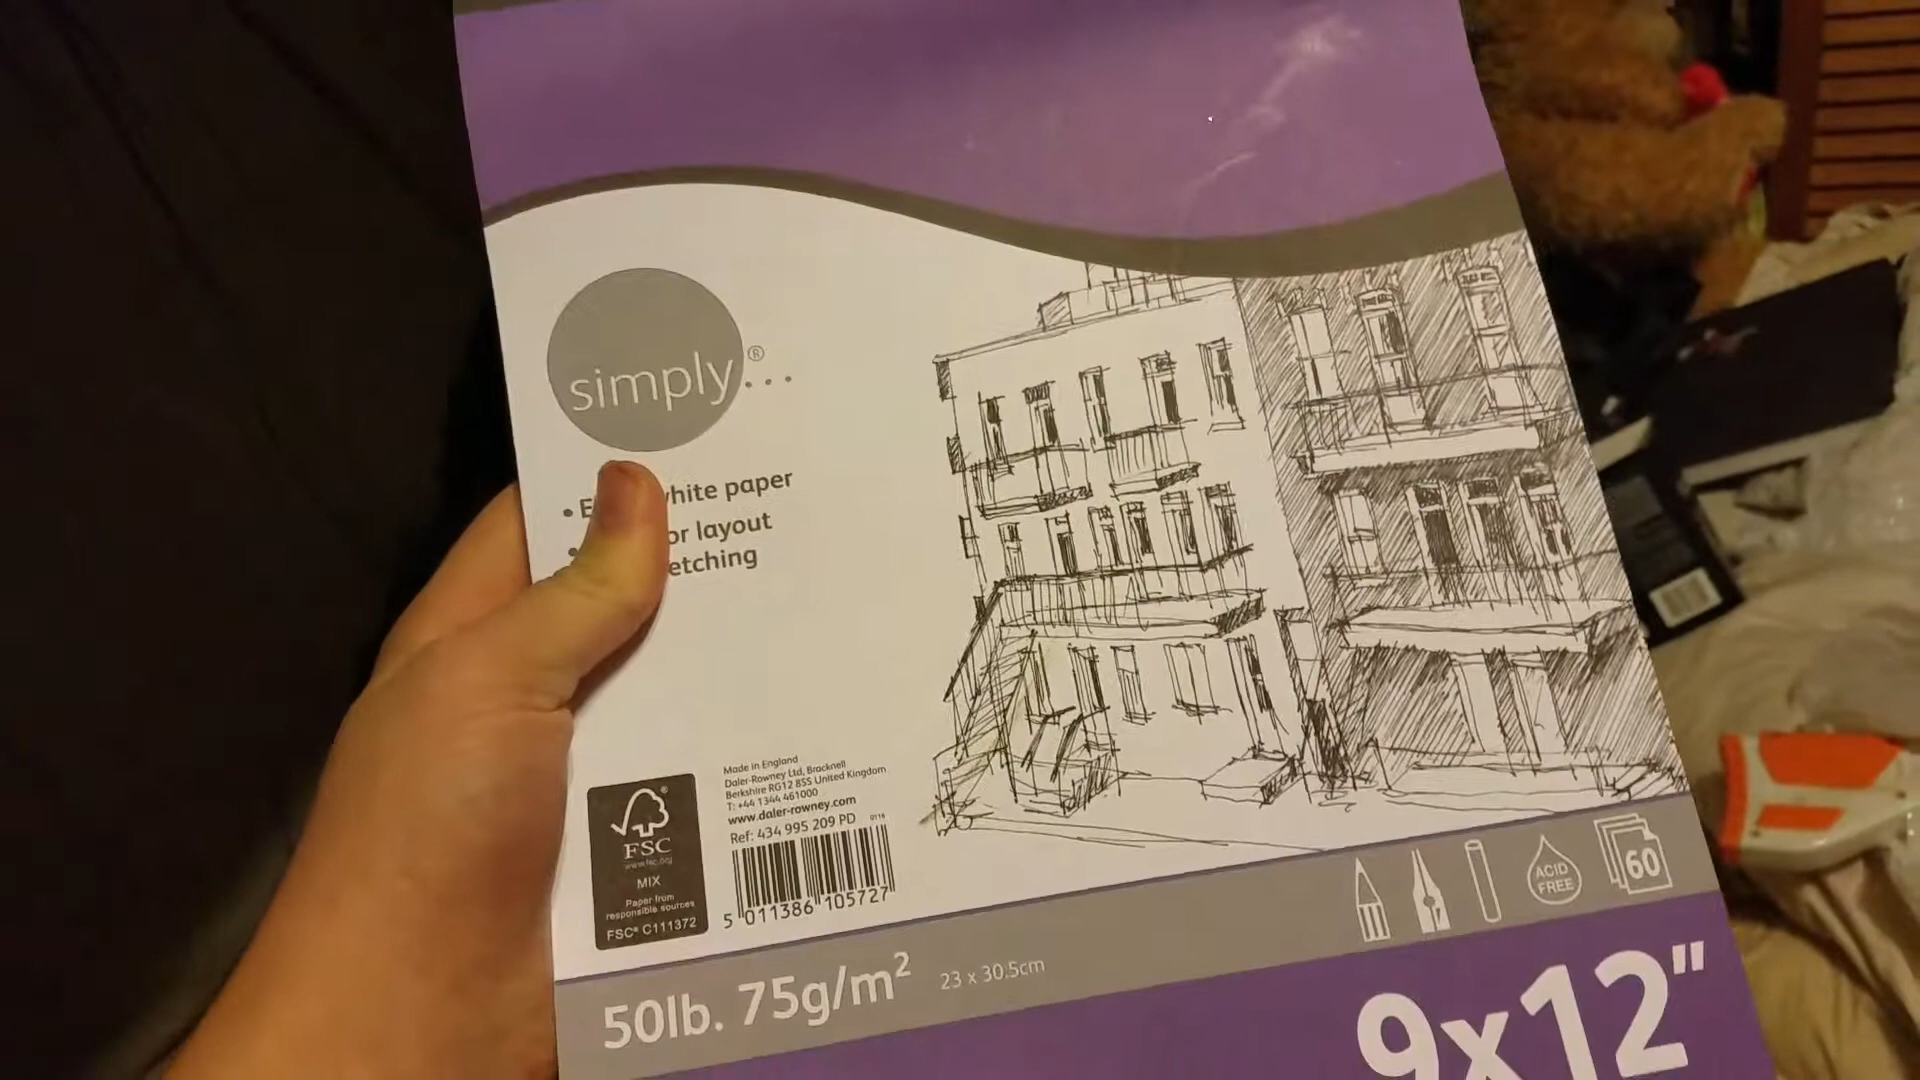 simply®...
• E hite paper
• or layout
etching
Made in England
Daler-Rowney Ltd, Bracknell
Berkshire RG12 8SS United Kingdom
T: +44 1344 461000
www.daler-rowney.com
Ref: 434 995 209 PD 0116
5 011386 105727
FSC®
www.fsc.org
MIX
Paper from
responsible sources
FSC® C111372
ACID
FREE
60
50lb. 75g/m² 23 x 30.5cm
9x12"